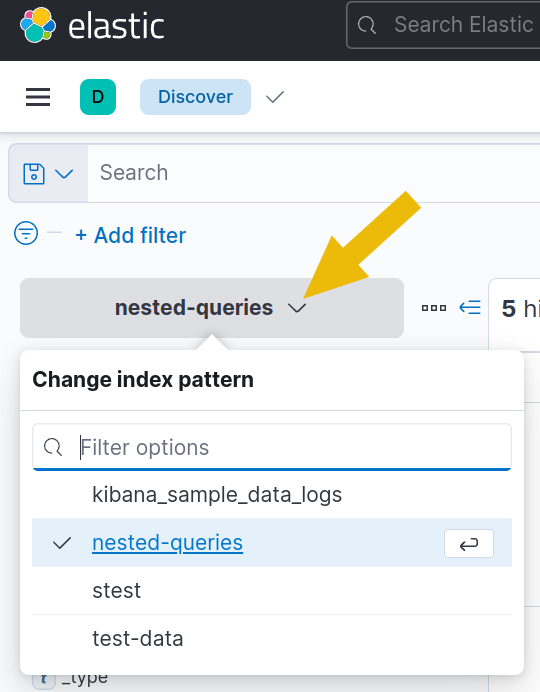 elastic
Search Elastic
D
Discover
Search
+ Add filter
nested-queries
5 hi
Change index pattern
Filter options
kibana_sample_data_logs
nested-queries
stest
test-data
t _type